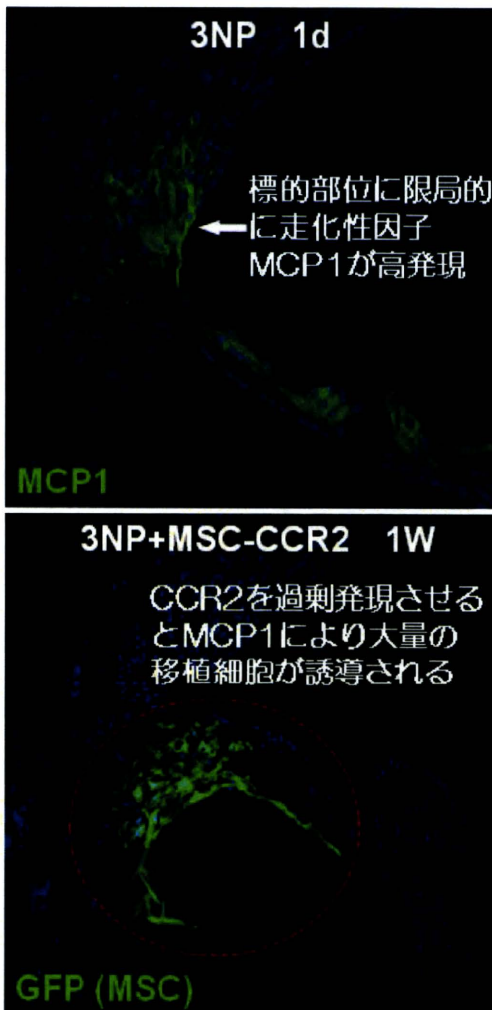 3NP 1d
標的部位に限局的
に走化性因子
MCP1が高発現
MCP1
3NP+MSC-CCR2 1W
CCR2を過剰発現させる
とMCP1により大量の
移植細胞が誘導される
GFP (MSC)